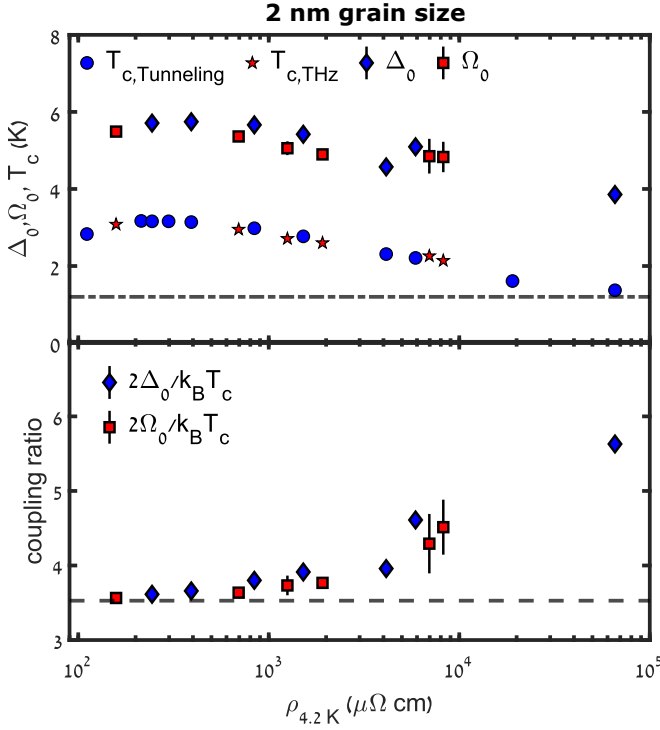 2 nm grain size
8
T_c,Tunneling T_c,THz Δ_0 Ω_0
6
Δ_0,Ω_0, T_c (K)
4
2
0
2Δ_0/k_BT_c
2Ω_0/k_BT_c
6
coupling ratio
5
4
3
10^2 10^3 10^4 10^5
ρ_4.2 K (μΩ cm)